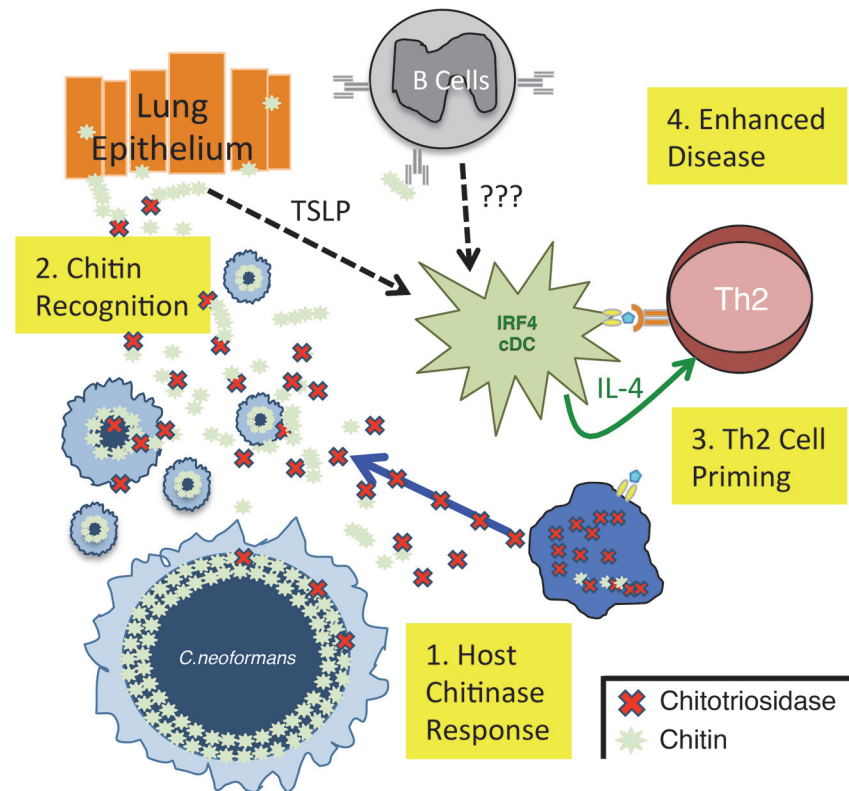 Lung
Epithelium
B Cells
4. Enhanced
Disease
TSLP
???
2. Chitin
Recognition
IRF4
cDC
Th2
IL-4
3. Th2 Cell
Priming
C.neoformans
1. Host
Chitinase
Response
Chitotriosidase
Chitin